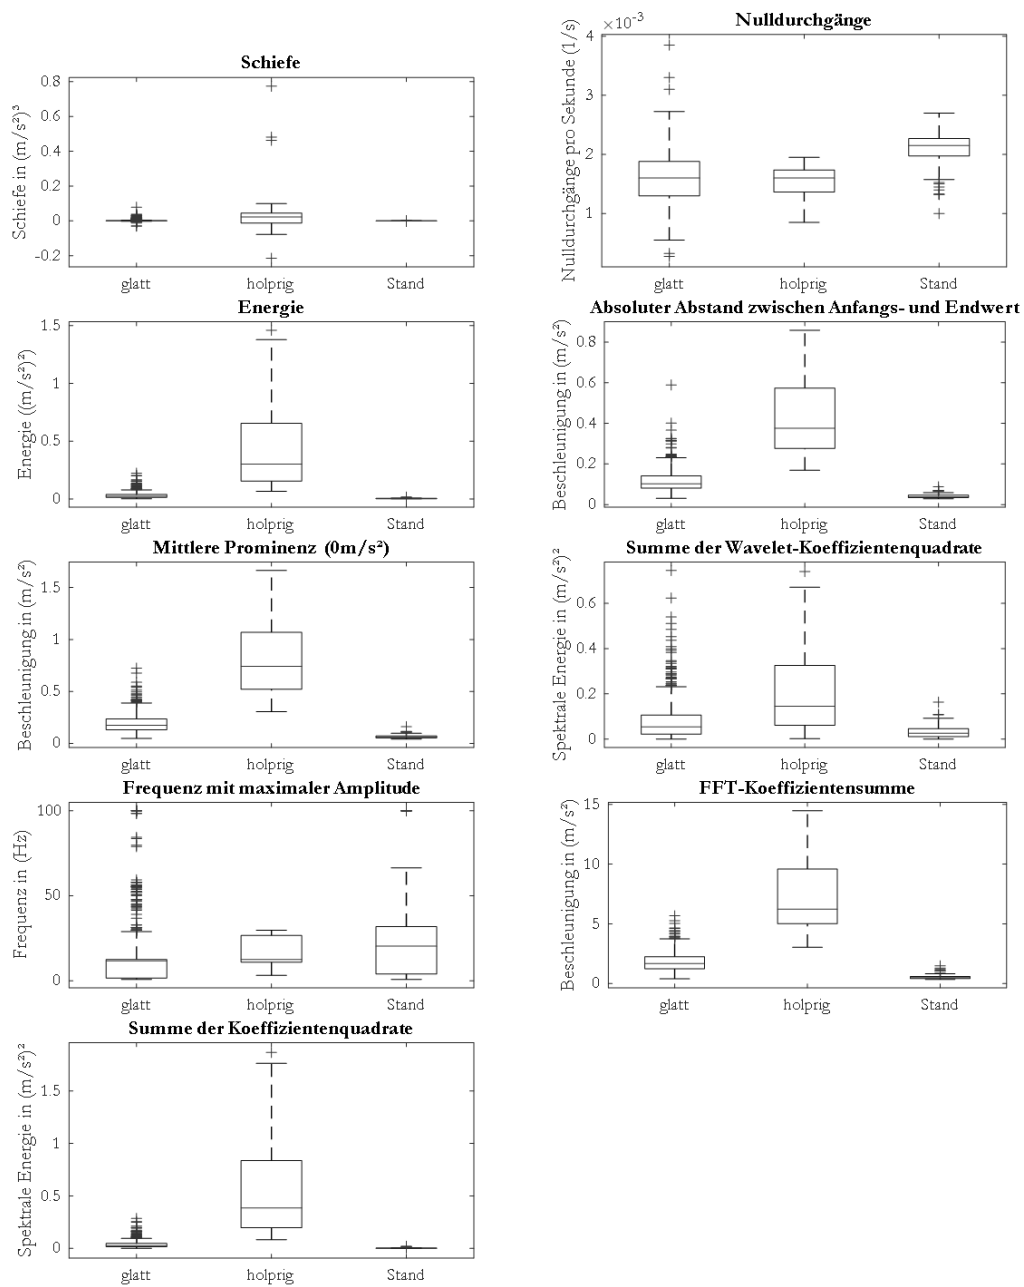 Schiefe
Schiefe in (m/s²)³
0.8
0.6
0.4
0.2
0
-0.2
glatt holprig Stand
Nulldurchgänge
×10⁻³
Nulldurchgänge pro Sekunde (1/s)
4
3
2
1
glatt holprig Stand
Energie
Energie ((m/s²)²)
1.5
1
0.5
0
glatt holprig Stand
Absoluter Abstand zwischen Anfangs- und Endwert
Beschleunigung in (m/s²)
0.8
0.6
0.4
0.2
0
glatt holprig Stand
Mittlere Prominenz (0m/s²)
Beschleunigung in (m/s²)
1.5
1
0.5
0
glatt holprig Stand
Summe der Wavelet-Koeffizientenquadrate
Spektrale Energie in (m/s²)²
0.6
0.4
0.2
0
glatt holprig Stand
Frequenz mit maximaler Amplitude
Frequenz in (Hz)
100
50
0
glatt holprig Stand
FFT-Koeffizientensumme
Beschleunigung in (m/s²)
15
10
5
0
glatt holprig Stand
Summe der Koeffizientenquadrate
Spektrale Energie in (m/s²)²
1.5
1
0.5
0
glatt holprig Stand